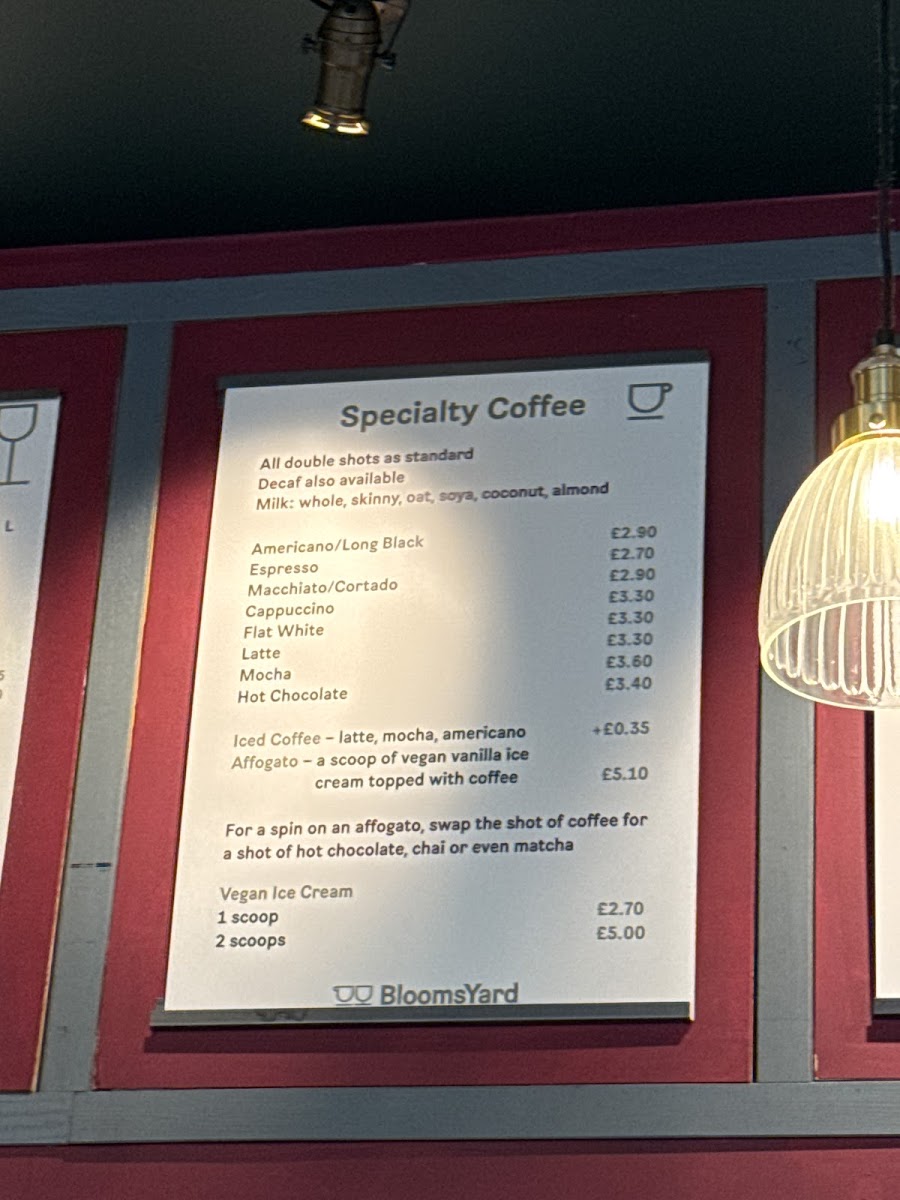 Specialty Coffee
All double shots as standard
Decaf also available
Milk: whole, skinny, oat, soya, coconut, almond
Americano/Long Black £2.90
Espresso £2.70
Macchiato/Cortado £2.90
Cappuccino £3.30
Flat White £3.30
Latte £3.30
Mocha £3.60
Hot Chocolate £3.40
Iced Coffee – latte, mocha, americano +£0.35
Affogato – a scoop of vegan vanilla ice
cream topped with coffee £5.10
For a spin on an affogato, swap the shot of coffee for
a shot of hot chocolate, chai or even matcha
Vegan Ice Cream
1 scoop £2.70
2 scoops £5.00
BloomsYard
L